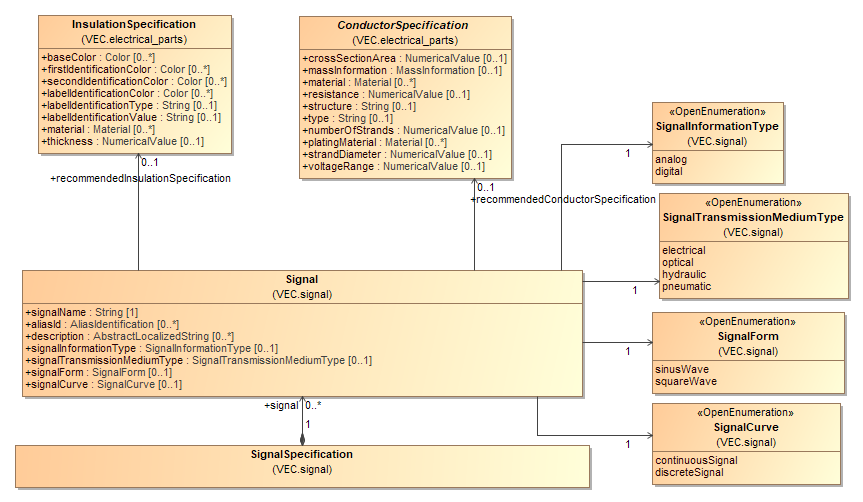 InsulationSpecification
(VEC.electrical_parts)
+baseColor : Color [0..*]
+firstIdentificationColor : Color [0..*]
+secondIdentificationColor : Color [0..*]
+labelIdentificationColor : Color [0..*]
+labelIdentificationType : String [0..1]
+labelIdentificationValue : String [0..1]
+material : Material [0..*]
+thickness : NumericalValue [0..1]
ConductorSpecification
(VEC.electrical_parts)
+crossSectionArea : NumericalValue [0..1]
+massInformation : MassInformation [0..1]
+material : Material [0..*]
+resistance : NumericalValue [0..1]
+structure : String [0..1]
+type : String [0..1]
+numberOfStrands : NumericalValue [0..1]
+platingMaterial : Material [0..*]
+strandDiameter : NumericalValue [0..1]
+voltageRange : NumericalValue [0..1]
«OpenEnumeration»
SignalInformationType
(VEC.signal)
analog
digital
1
0..1
+recommendedInsulationSpecification
0..1
+recommendedConductorSpecification
«OpenEnumeration»
SignalTransmissionMediumType
(VEC.signal)
electrical
optical
hydraulic
pneumatic
1
Signal
(VEC.signal)
+signalName : String [1]
+aliasId : AliasIdentification [0..*]
+description : AbstractLocalizedString [0..*]
+signalInformationType : SignalInformationType [0..1]
+signalTransmissionMediumType : SignalTransmissionMediumType [0..1]
+signalForm : SignalForm [0..1]
+signalCurve : SignalCurve [0..1]
«OpenEnumeration»
SignalForm
(VEC.signal)
sinusWave
squareWave
1
+signal
0..*
1
«OpenEnumeration»
SignalCurve
(VEC.signal)
continuousSignal
discreteSignal
1
SignalSpecification
(VEC.signal)